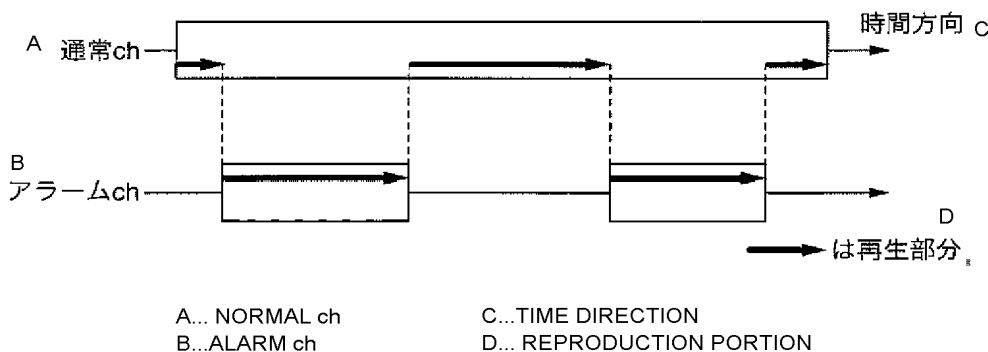 A 通常ch
時間方向 C
B
アラームch
D
は再生部分。
A... NORMAL ch
C...TIME DIRECTION
B...ALARM ch
D... REPRODUCTION PORTION